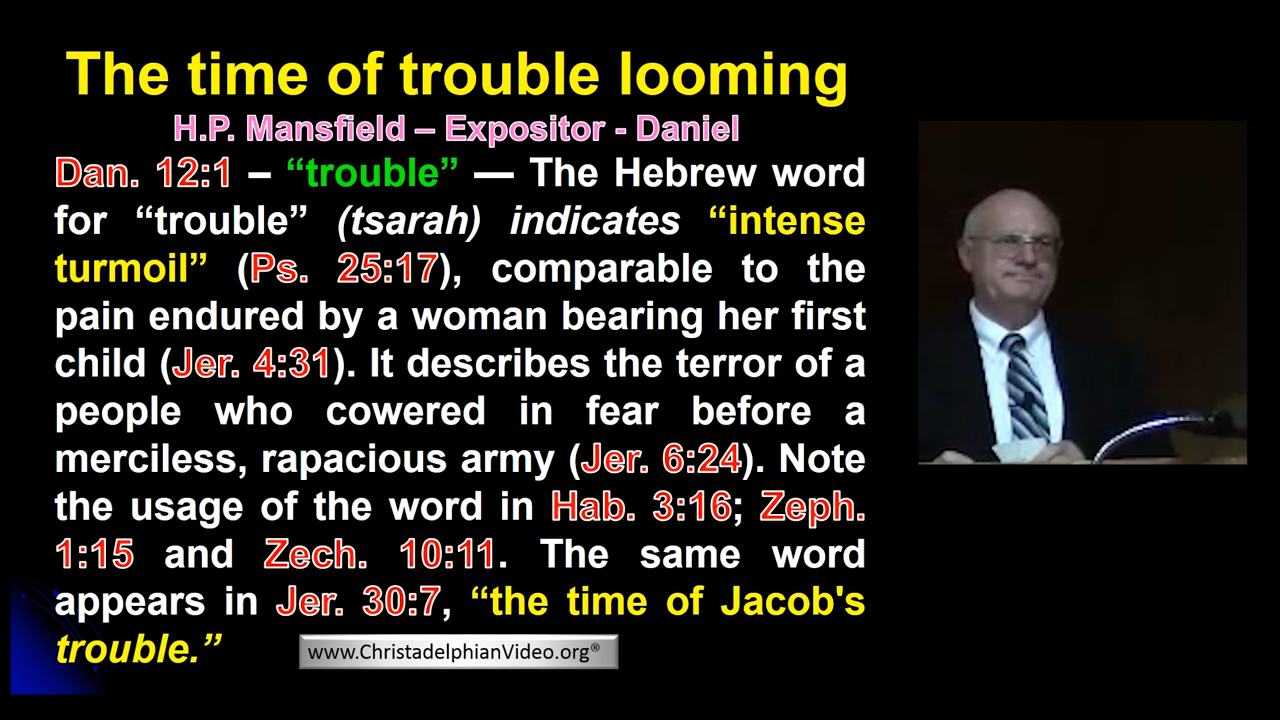 The time of trouble looming
H.P. Mansfield – Expositor - Daniel
Dan. 12:1 – “trouble” — The Hebrew word
for “trouble” (tsarah) indicates “intense
turmoil” (Ps. 25:17), comparable to the
pain endured by a woman bearing her first
child (Jer. 4:31). It describes the terror of a
people who cowered in fear before a
merciless, rapacious army (Jer. 6:24). Note
the usage of the word in Hab. 3:16; Zeph.
1:15 and Zech. 10:11. The same word
appears in Jer. 30:7, “the time of Jacob's
trouble.”
www.ChristadelphianVideo.org®